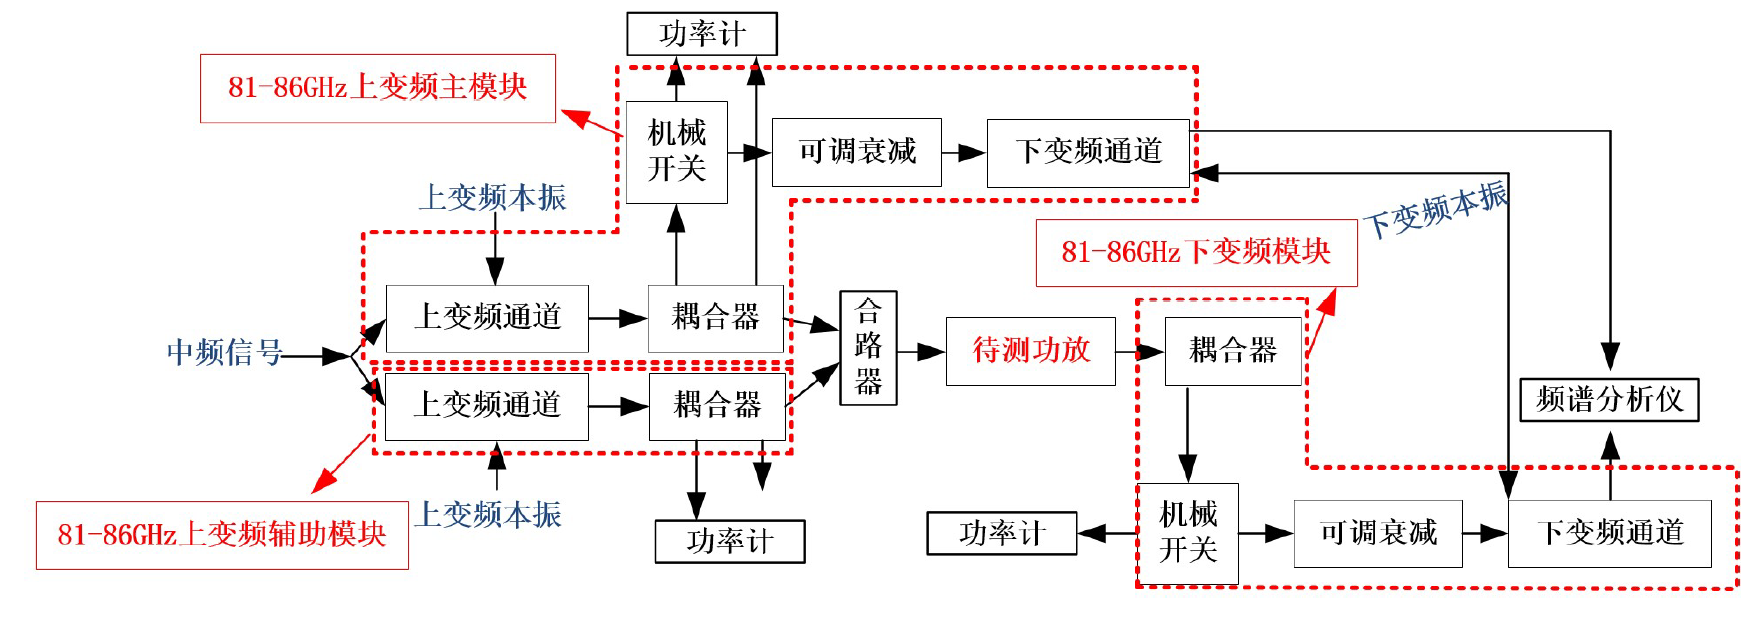 功率计
81-86GHz上变频主模块
机械
开关
可调衰减
下变频通道
上变频本振
下变频本振
81-86GHz下变频模块
上变频通道
耦合器
合
路
器
中频信号
待测功放
耦合器
上变频通道
耦合器
频谱分析仪
81-86GHz上变频辅助模块
上变频本振
功率计
功率计
机械
开关
可调衰减
下变频通道